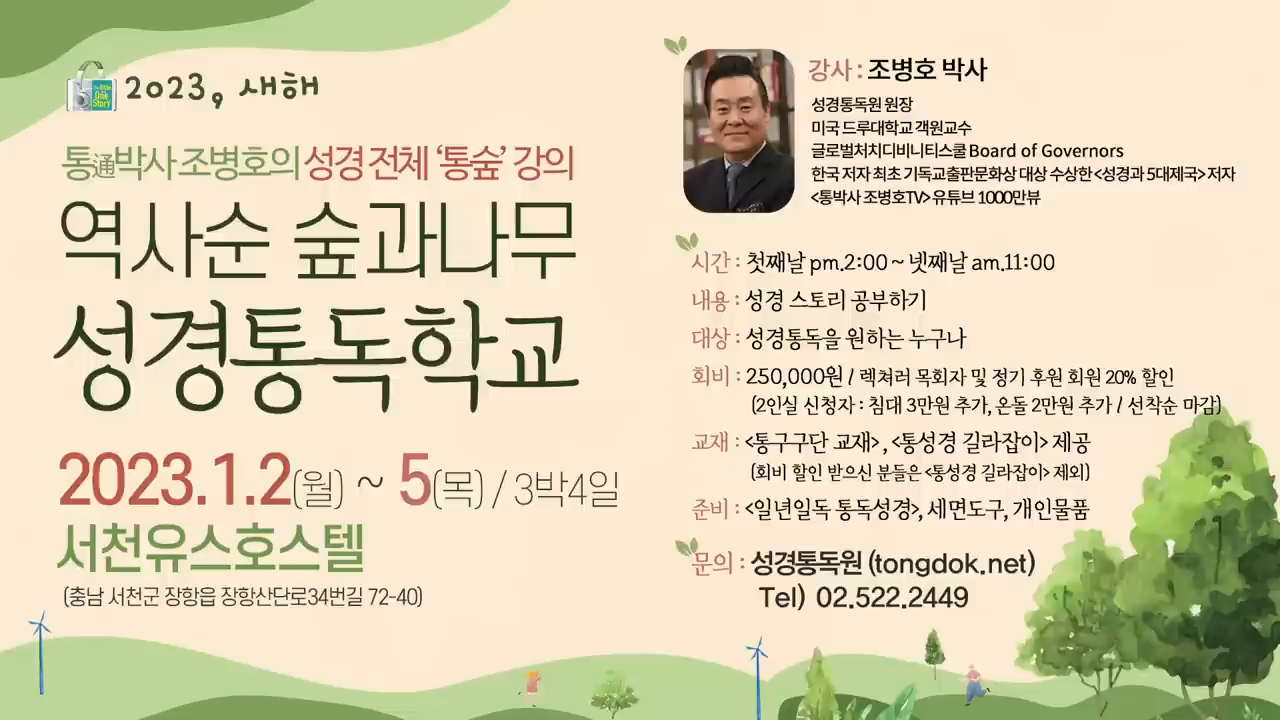 2023, 새해
통通박사 조병호의 성경 전체 ‘통숲’ 강의
역사순 숲과나무
성경통독학교
2023.1.2(월) ~ 5(목) / 3박4일
서천유스호스텔
(충남 서천군 장항읍 장항산단로34번길 72-40)
강사 : 조병호 박사
성경통독원 원장
미국 드루대학교 객원교수
글로벌처치디비니티스쿨 Board of Governors
한국 저자 최초 기독교출판문화상 대상 수상한 <성경과 5대제국> 저자
<통박사 조병호TV> 유튜브 1000만뷰
시간 : 첫째날 pm.2:00 ~ 넷째날 am.11:00
내용 : 성경 스토리 공부하기
대상 : 성경통독을 원하는 누구나
회비 : 250,000원 / 렉쳐러 목회자 및 정기 후원 회원 20% 할인
(2인실 신청자 : 침대 3만원 추가, 온돌 2만원 추가 / 선착순 마감)
교재 : <통구구단 교재>, <통성경 길라잡이> 제공
(회비 할인 받으신 분들은 <통성경 길라잡이> 제외)
준비 : <일년일독 통독성경>, 세면도구, 개인물품
문의 : 성경통독원 (tongdok.net)
Tel) 02.522.2449